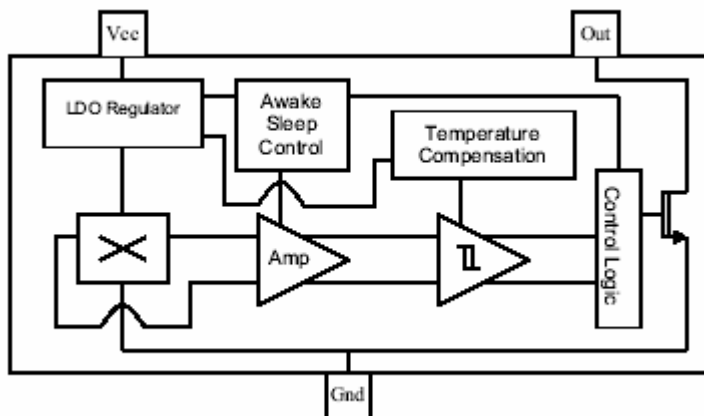 Vcc
Out
LDO Regulator
Awake
Sleep
Control
Temperature
Compensation
Control Logic
Amp
Gnd